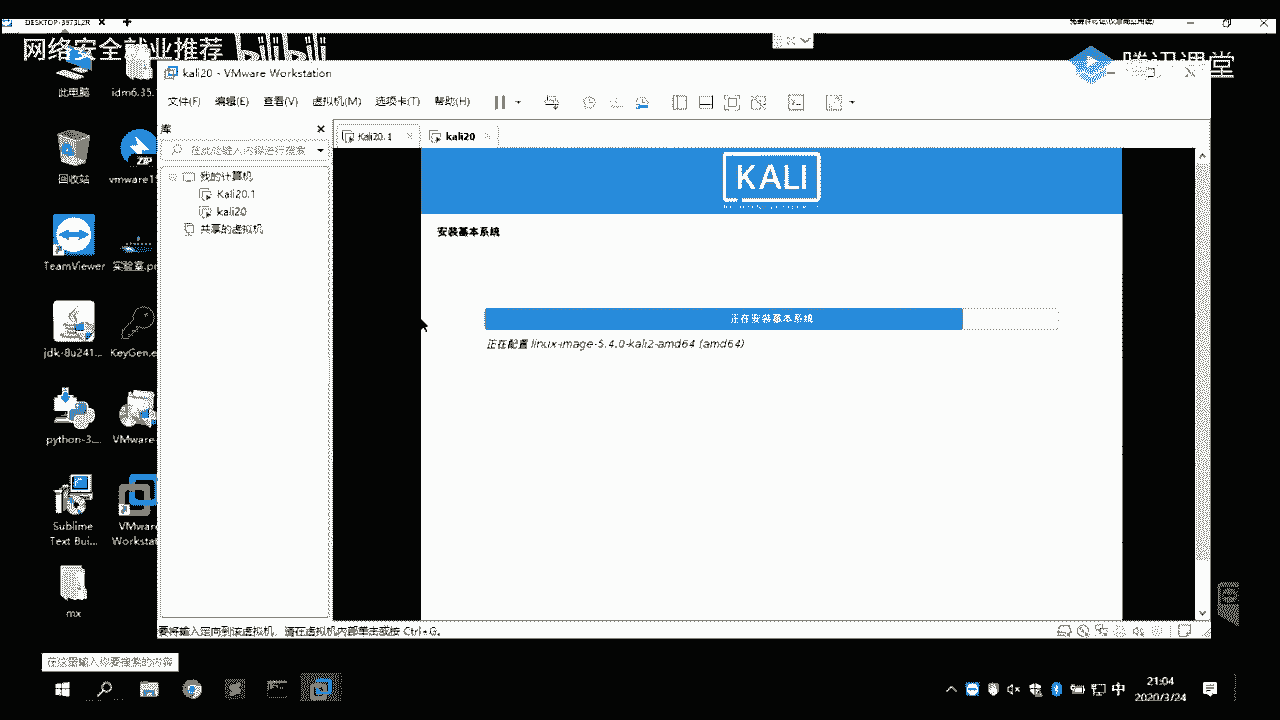 DESKTOP-3973L2R
网络安全就业推荐 bilibili
腾讯课堂
kali20 - VMware Workstation
文件(F) 编辑(E) 查看(V) 虚拟机(M) 选项卡(T) 帮助(H)
库
在此处键入内容进行搜索
我的计算机
Kali20.1
kali20
共享的虚拟机
Kali20.1
kali20
KALI
安装基本系统
正在安装基本系统
正在配置 linux-image-5.4.0-kali2-amd64 (amd64)
要将输入定向到该虚拟机，请在虚拟机内部单击或按 Ctrl+G。
此电脑
idm6.35.
回收站
ZIP
vmware1
TeamViewer
实验室.pr
jdk-8u241...
KeyGen.e
python-3....
VMware.
Sublime
Text Bui...
VMwar
Workstat
mx
在这里输入你要搜索的内容
中
21:04
2020/3/24